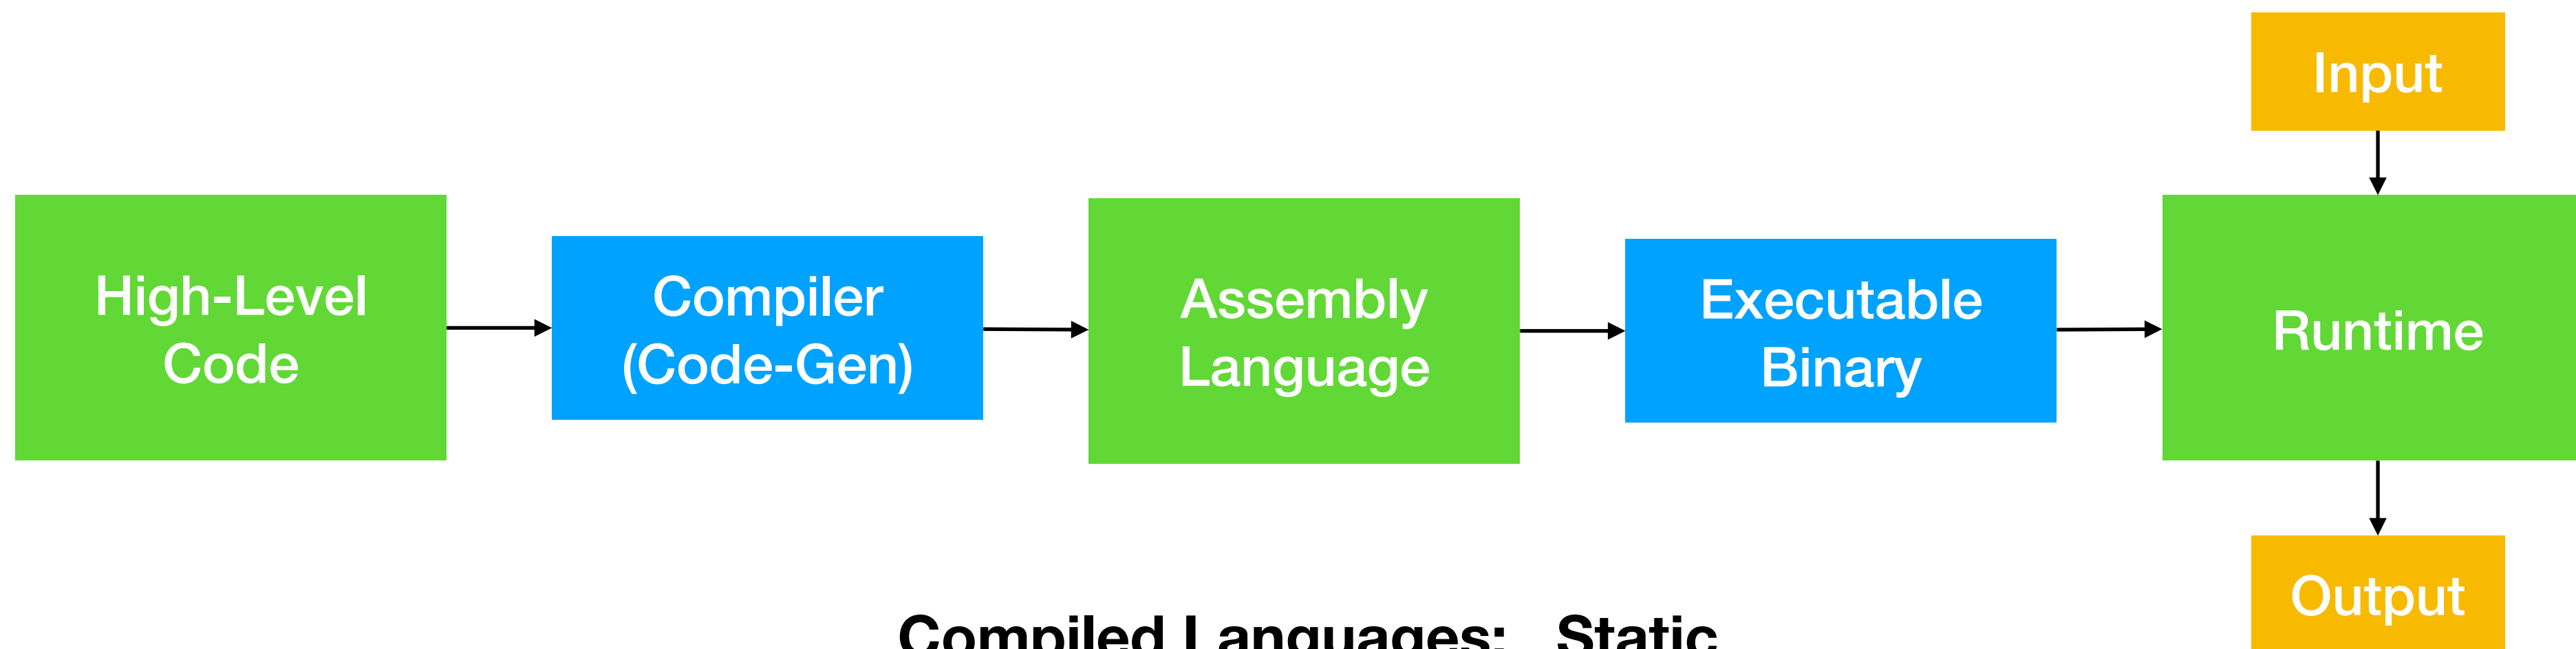 Input
High-Level
Code
Compiler
(Code-Gen)
Assembly
Language
Executable
Binary
Runtime
Output
Compiled Languages: Static